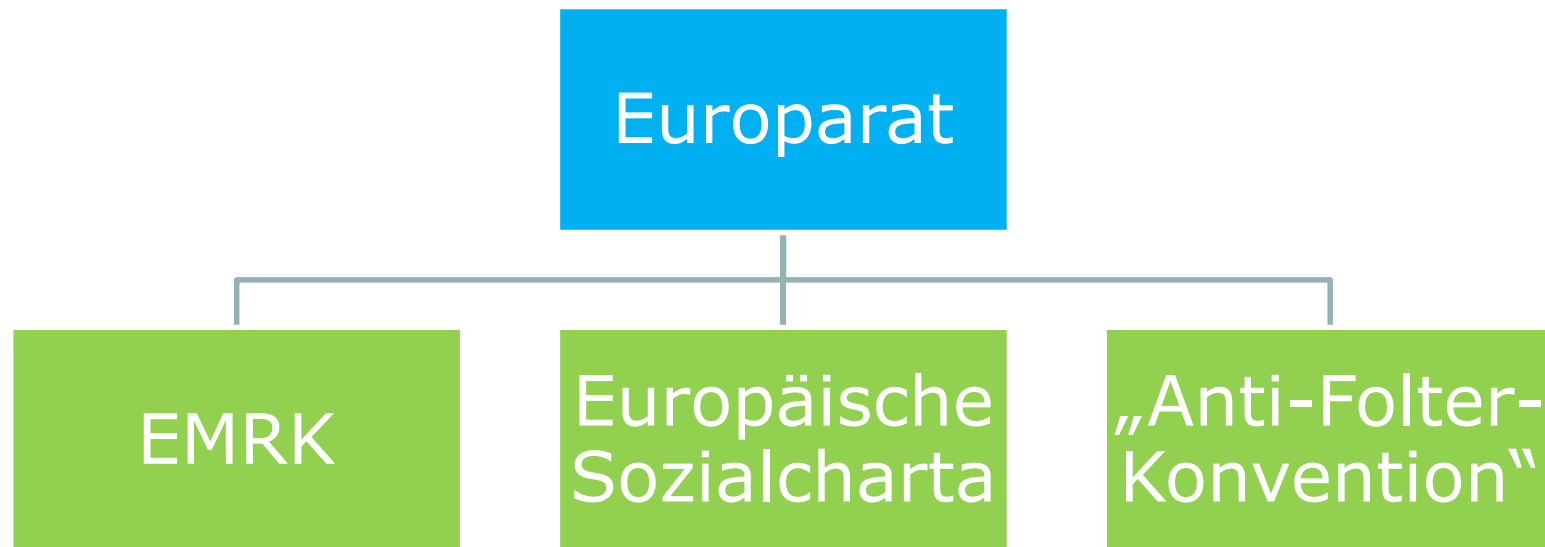 Europarat
EMRK
Europäische
Sozialcharta
„Anti-Folter-
Konvention“